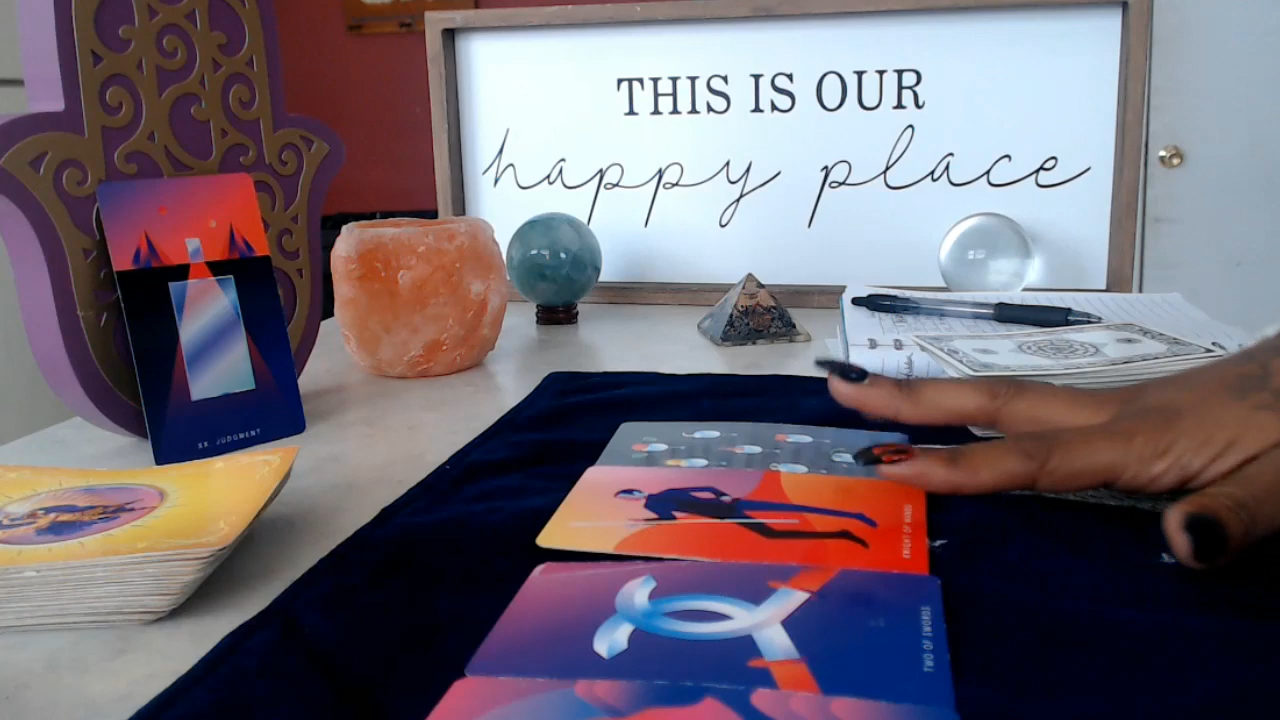 THIS IS OUR
happy place
XX. JUDGMENT
KNIGHT OF WANDS
TWO OF SWORDS